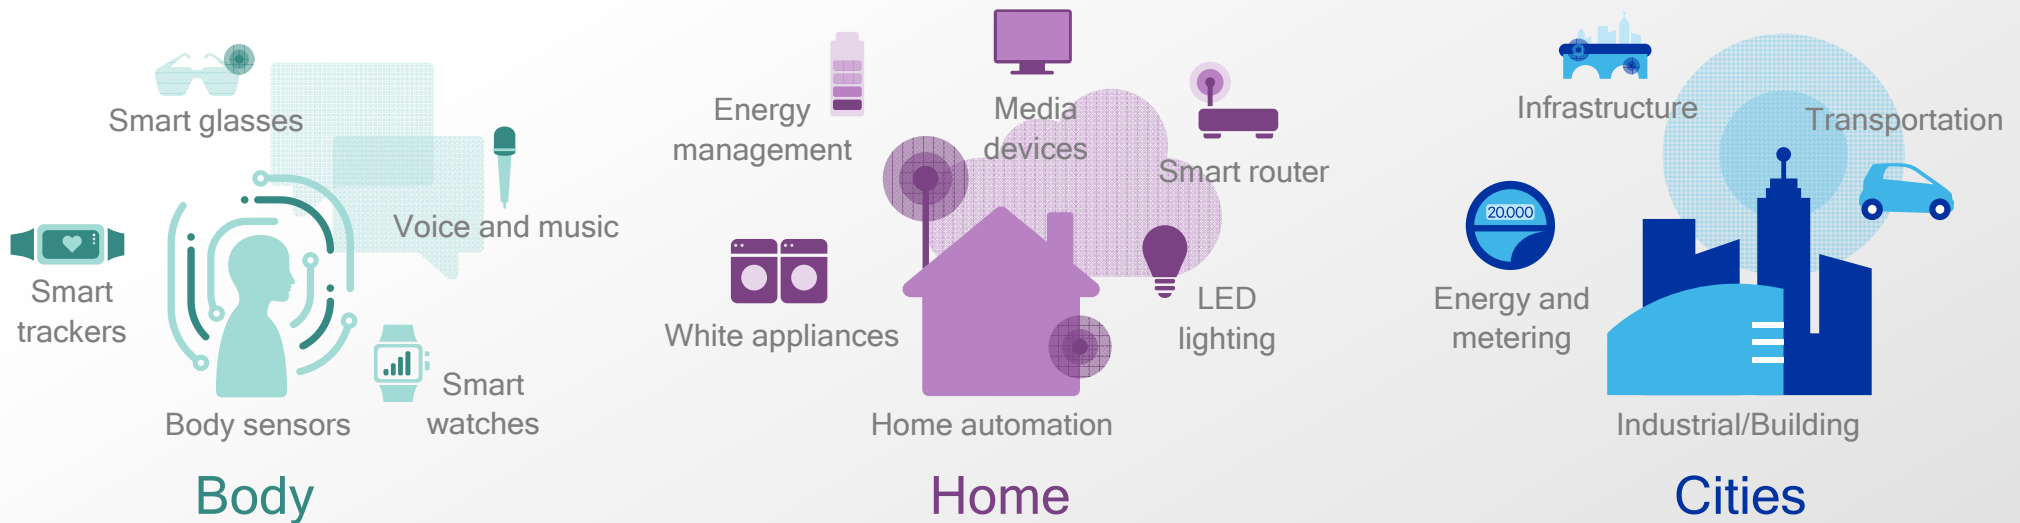 Smart glasses
Voice and music
Smart
trackers
Smart
watches
Body sensors
Body
Energy
management
Media
devices
Smart router
White appliances
LED
lighting
Home automation
Home
Infrastructure
Transportation
20.000
Energy and
metering
Industrial/Building
Cities